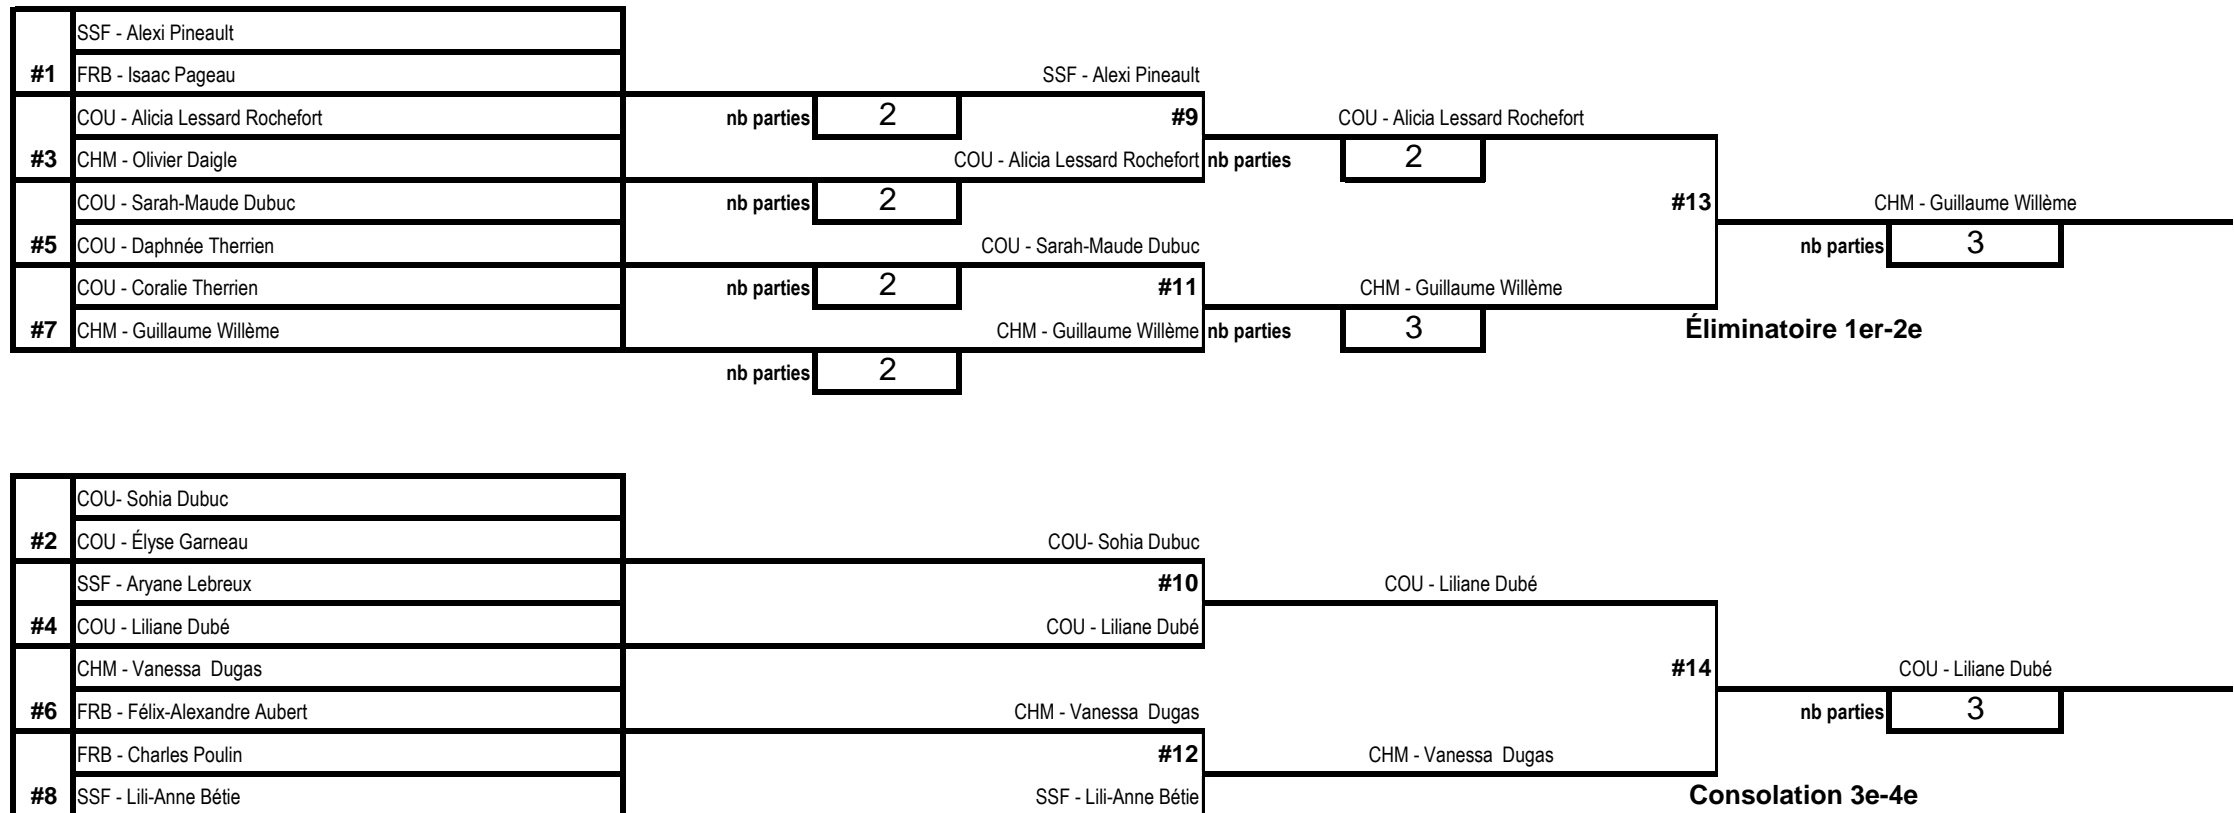 SSF - Alexi Pineault
#1 FRB - Isaac Pageau SSF - Alexi Pineault
COU - Alicia Lessard Rochefort nb parties 2 #9 COU - Alicia Lessard Rochefort
#3 CHM - Olivier Daigle COU - Alicia Lessard Rochefort nb parties 2
COU - Sarah-Maude Dubuc nb parties 2 #13 CHM - Guillaume Willème
#5 COU - Daphnée Therrien COU - Sarah-Maude Dubuc nb parties 3
COU - Coralie Therrien nb parties 2 #11 CHM - Guillaume Willème
#7 CHM - Guillaume Willème CHM - Guillaume Willème nb parties 3 Éliminatoire 1er-2e
nb parties 2
COU- Sohia Dubuc
#2 COU - Élyse Garneau COU- Sohia Dubuc
SSF - Aryane Lebreux #10 COU - Liliane Dubé
#4 COU - Liliane Dubé COU - Liliane Dubé
CHM - Vanessa  Dugas #14 COU - Liliane Dubé
#6 FRB - Félix-Alexandre Aubert CHM - Vanessa  Dugas nb parties 3
FRB - Charles Poulin #12 CHM - Vanessa  Dugas
#8 SSF - Lili-Anne Bétie SSF - Lili-Anne Bétie Consolation 3e-4e